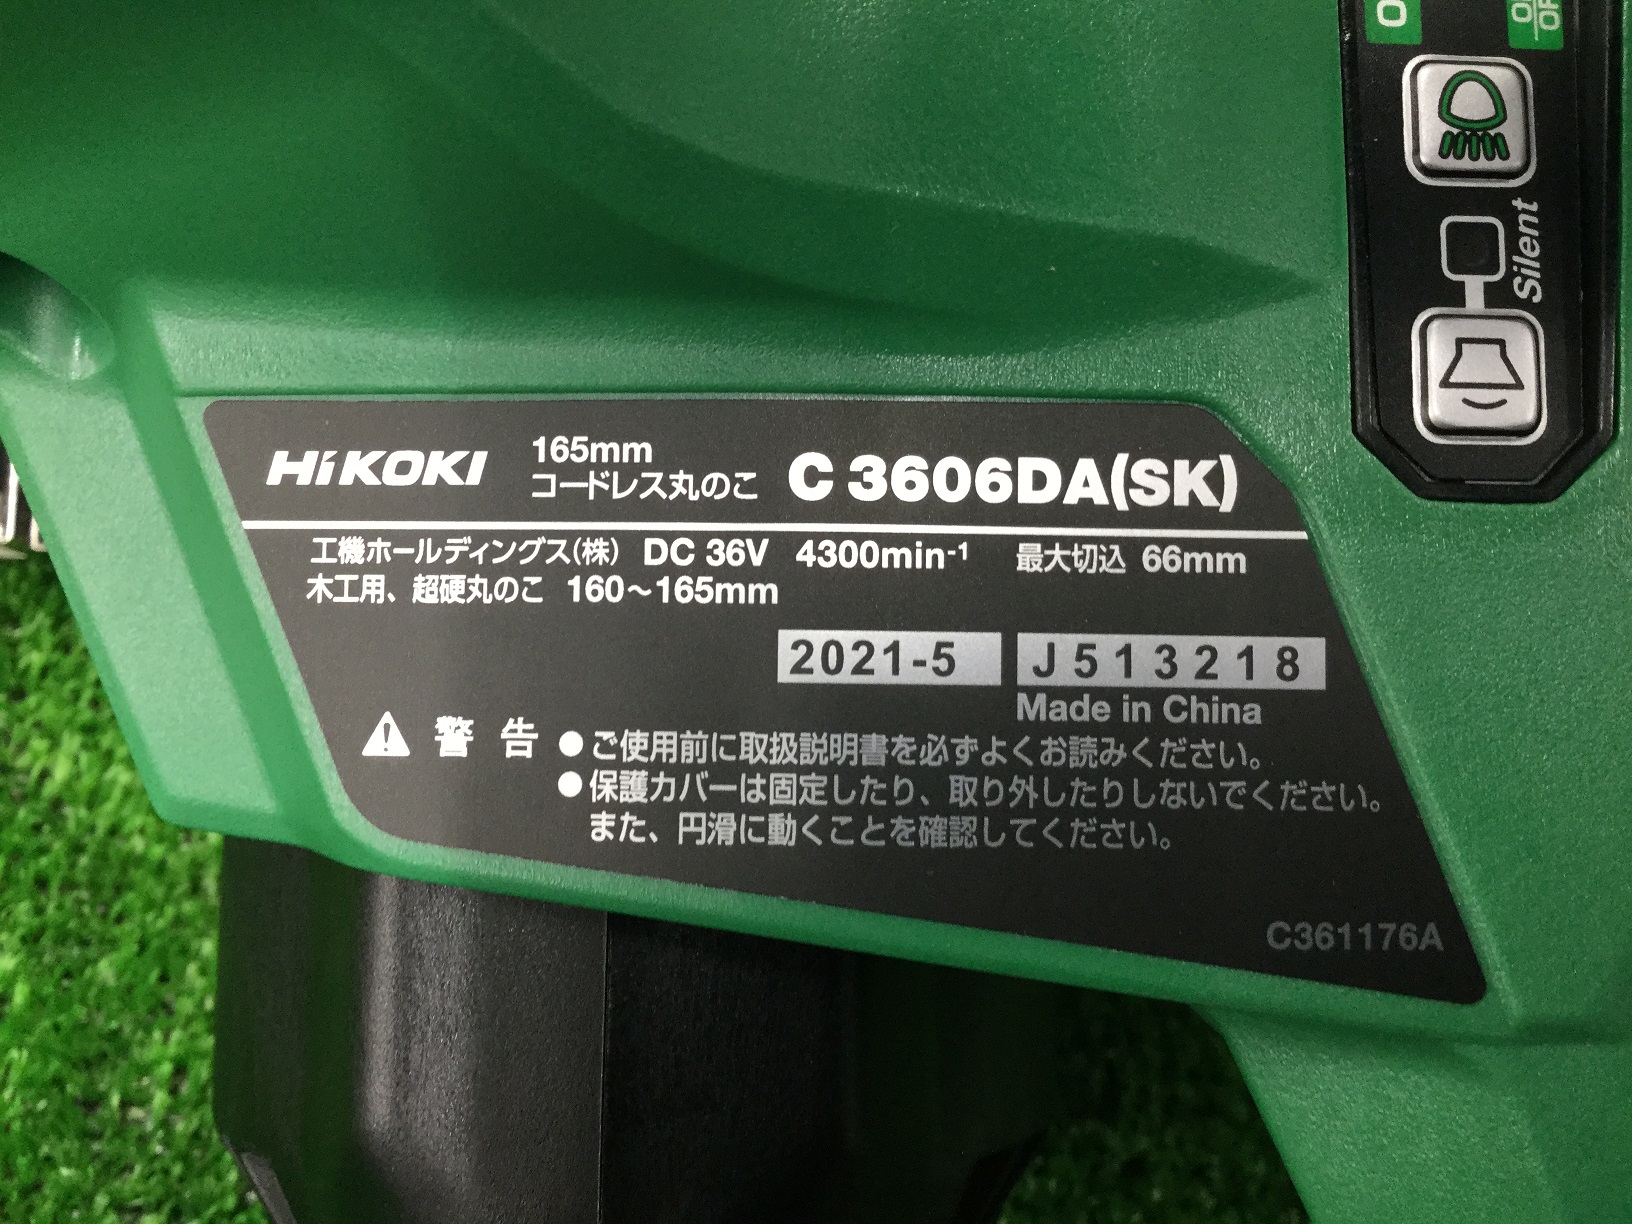 Silent
HiKOKI 165mm コードレス丸のこ C 3606DA(SK)
工機ホールディングス(株) DC 36V 4300min⁻¹ 最大切込 66mm
木工用、超硬丸のこ 160～165mm
2021-5 J513218
Made in China
⚠ 警告 ●ご使用前に取扱説明書を必ずよくお読みください。
●保護カバーは固定したり、取り外したりしないでください。
また、円滑に動くことを確認してください。
C361176A